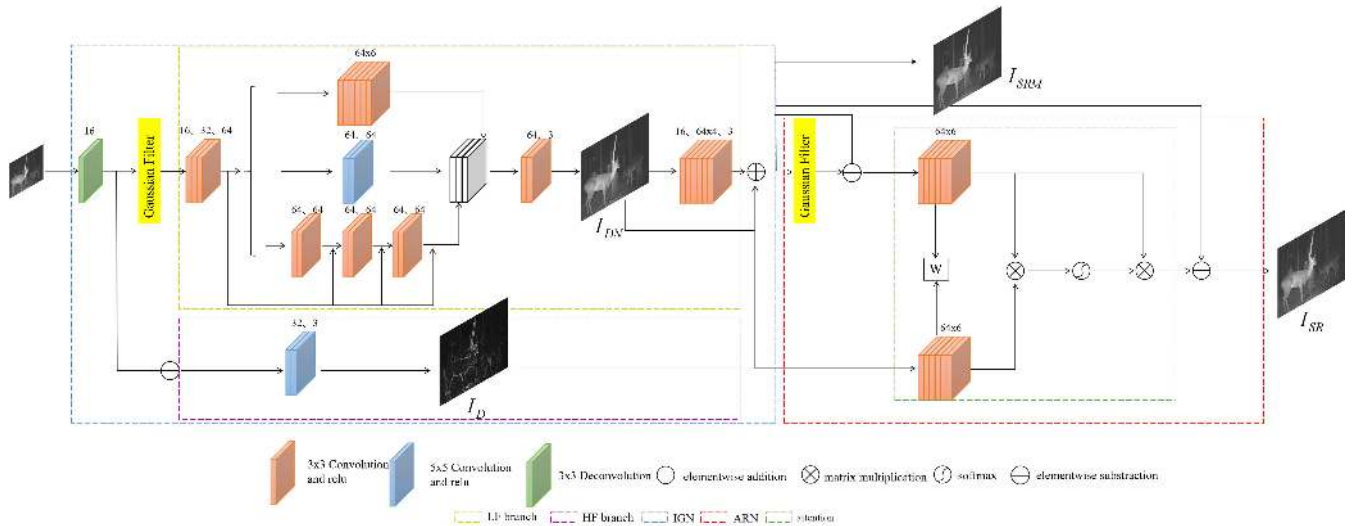 64x6
I_SRM
16
Gaussian Filter
16、32、64
64、64
64、3
16、64x4、3
Gaussian Filter
64x6
I_DN
64、64
64、64
64、64
W
I_SR
32、3
64x6
I_D
3x3 Convolution
and relu
5x5 Convolution
and relu
3x3 Deconvolution
elementwise addition
matrix multiplication
softmax
elementwise substraction
LF branch
HF branch
IGN
ARN
attention